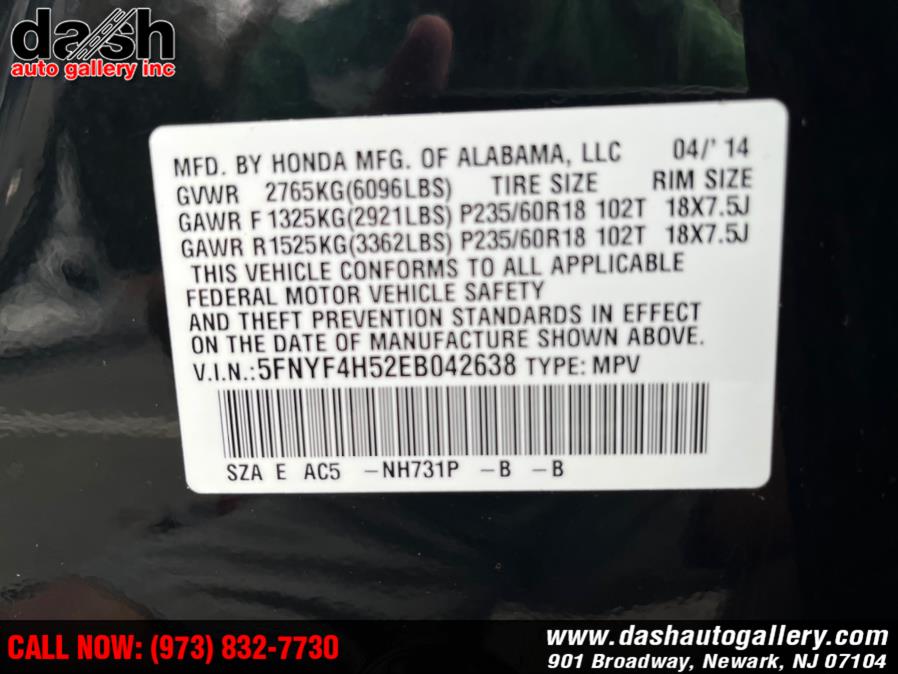 dash
auto gallery inc
MFD. BY HONDA MFG. OF ALABAMA, LLC 04/' 14
GVWR 2765KG(6096LBS) TIRE SIZE RIM SIZE
GAWR F 1325KG(2921LBS) P235/60R18 102T 18X7.5J
GAWR R1525KG(3362LBS) P235/60R18 102T 18X7.5J
THIS VEHICLE CONFORMS TO ALL APPLICABLE
FEDERAL MOTOR VEHICLE SAFETY
AND THEFT PREVENTION STANDARDS IN EFFECT
ON THE DATE OF MANUFACTURE SHOWN ABOVE.
V.I.N.:5FNYF4H52EB042638 TYPE: MPV
SZA E AC5 -NH731P -B -B
CALL NOW: (973) 832-7730
www.dashautogallery.com
901 Broadway, Newark, NJ 07104